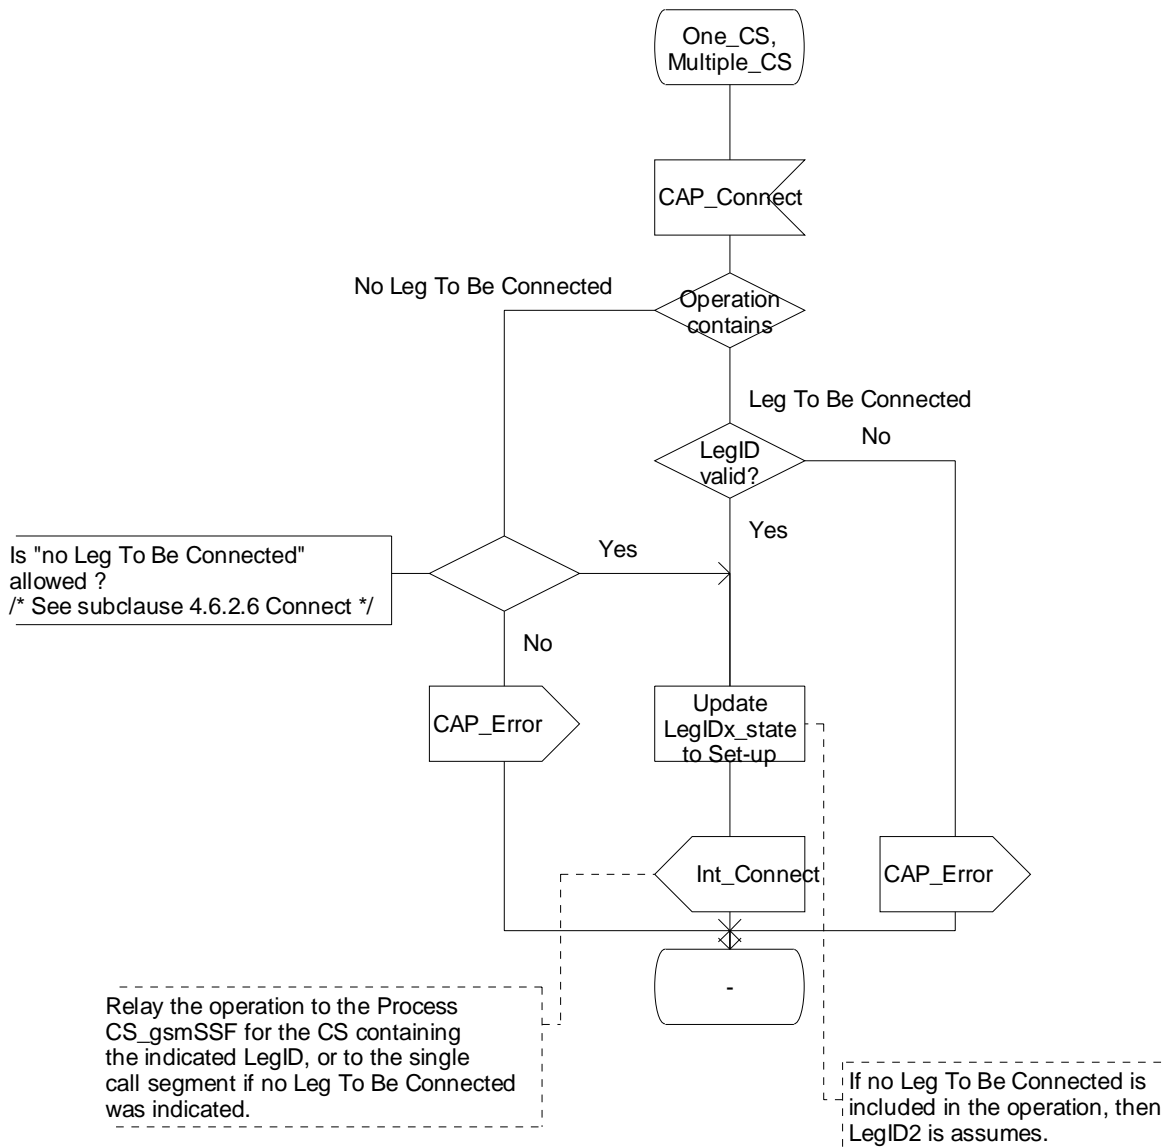 One_CS,
Multiple_CS
CAP_Connect
No Leg To Be Connected
Operation
contains
Leg To Be Connected
No
LegID
valid?
Yes
Is "no Leg To Be Connected"
allowed ?
/* See subclause 4.6.2.6 Connect */
Yes
No
CAP_Error
Update
LegIDx_state
to Set-up
Int_Connect
CAP_Error
-
Relay the operation to the Process
CS_gsmSSF for the CS containing
the indicated LegID, or to the single
call segment if no Leg To Be Connected
was indicated.
If no Leg To Be Connected is
included in the operation, then
LegID2 is assumes.